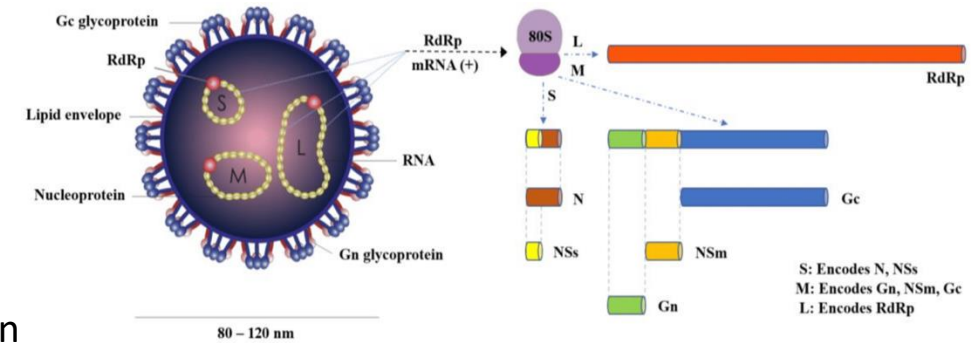 Gc glycoprotein
RdRp
Lipid envelope
Nucleoprotein
S
M
L
RNA
Gn glycoprotein
80 – 120 nm
RdRp
mRNA (+)
80S
L
M
S
RdRp
N
Gc
NSs
NSm
Gn
S: Encodes N, NSs
M: Encodes Gn, NSm, Gc
L: Encodes RdRp
n